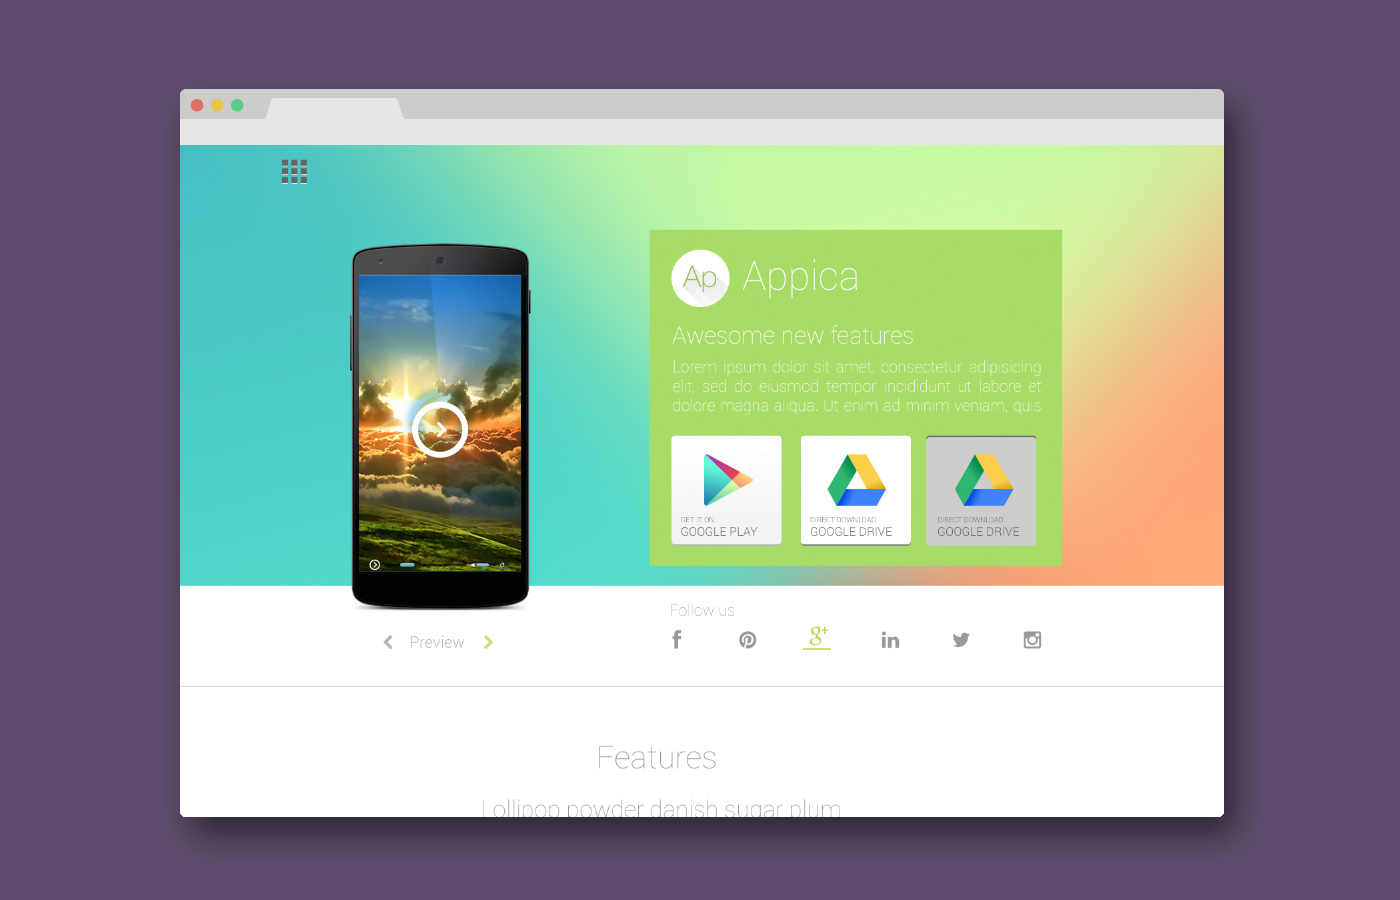 Ap Appica
Awesome new features
Lorem ipsum dolor sit amet, consectetur adipisicing
elit, sed do eiusmod tempor incididunt ut labore et
dolore magna aliqua. Ut enim ad minim veniam, quis
GET IT ON
GOOGLE PLAY
DIRECT DOWNLOAD
GOOGLE DRIVE
DIRECT DOWNLOAD
GOOGLE DRIVE
Follow us
Preview
Features
Lollipop powder danish sugar plum